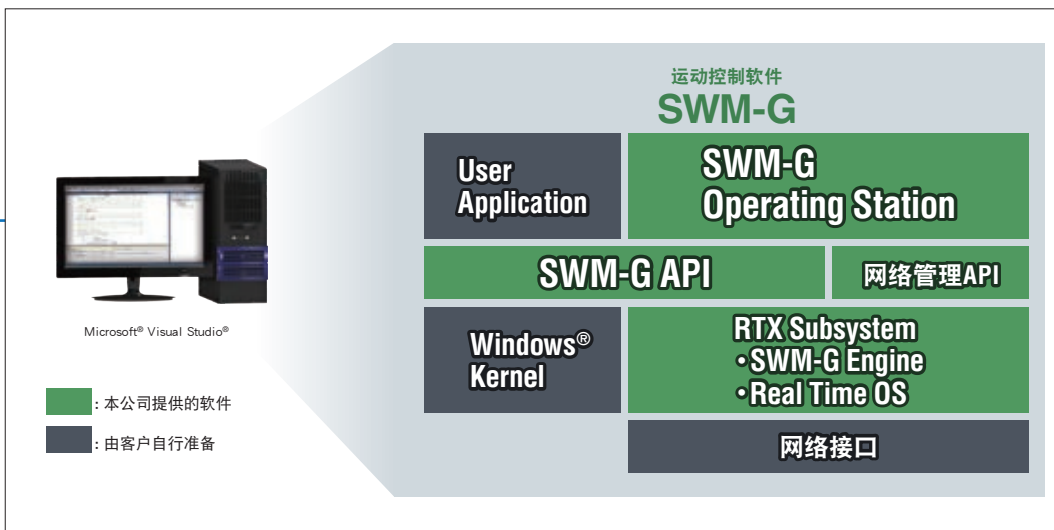 运动控制软件
SWM-G
User
Application
SWM-G
Operating Station
SWM-G API
网络管理API
Windows®
Kernel
RTX Subsystem
•SWM-G Engine
•Real Time OS
网络接口
Microsoft® Visual Studio®
: 本公司提供的软件
: 由客户自行准备